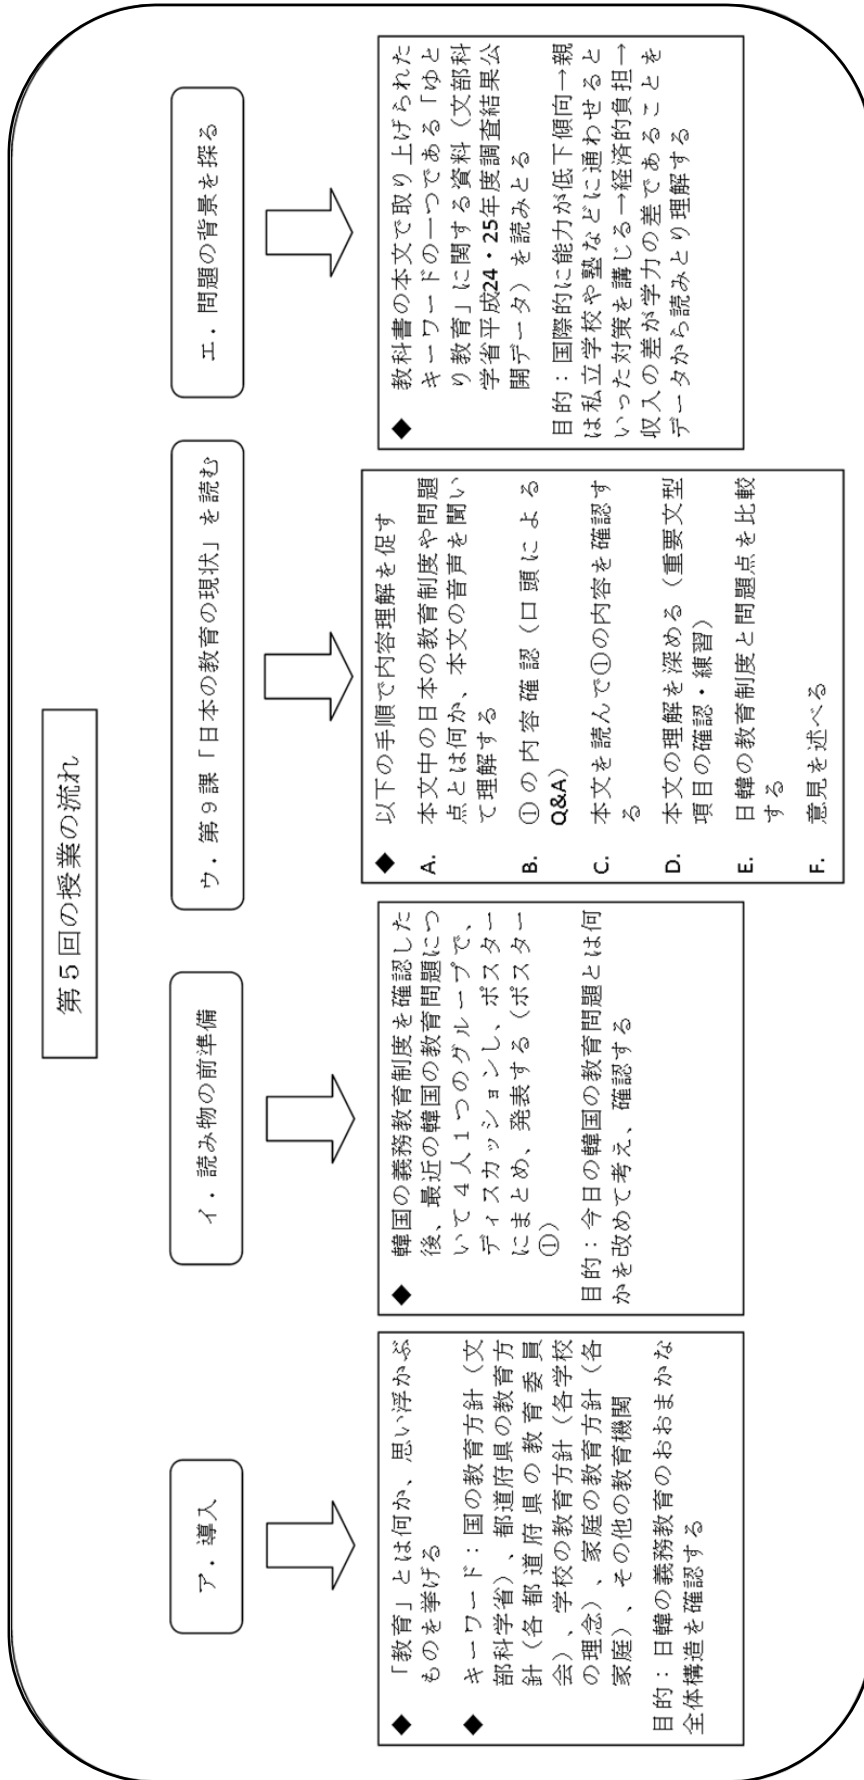 第５回の授業の流れ
ア．導入
◆ 「教育」とは何か、思い浮かぶ
ものを挙げる
◆ キーワード：国の教育方針（文
部科学省）、都道府県の教育方
針（各都道府県の教育委員
会）、学校の教育方針（各学校
の理念）、家庭の教育方針（各
家庭）、その他の教育機関
目的：日韓の義務教育のおおまかな
全体構造を確認する
イ．読み物の前準備
◆ 韓国の義務教育制度を確認した
後、最近の韓国の教育問題につ
いて４人１つのグループで、
ディスカッションし、ポスター
にまとめ、発表する（ポスター
①）
目的：今日の韓国の教育問題とは何
かを改めて考え、確認する
ウ．第９課「日本の教育の現状」を読む
◆ 以下の手順で内容理解を促す
A. 本文中の日本の教育制度や問題
点とは何か、本文の音声を聞い
て理解する
B. ①の内容確認（口頭による
Q&A）
C. 本文を読んで①の内容を確認す
る
D. 本文の理解を深める（重要文型
項目の確認・練習）
E. 日韓の教育制度と問題点を比較
する
F. 意見を述べる
エ．問題の背景を探る
◆ 教科書の本文で取り上げられた
キーワードの一つである「ゆと
り教育」に関する資料（文部科
学省平成24・25年度調査結果公
開データ）を読みとる
目的：国際的に能力が低下傾向→親
は私立学校や塾などに通わせると
いった対策を講じる→経済的負担→
収入の差が学力の差であることを
データから読みとり理解する